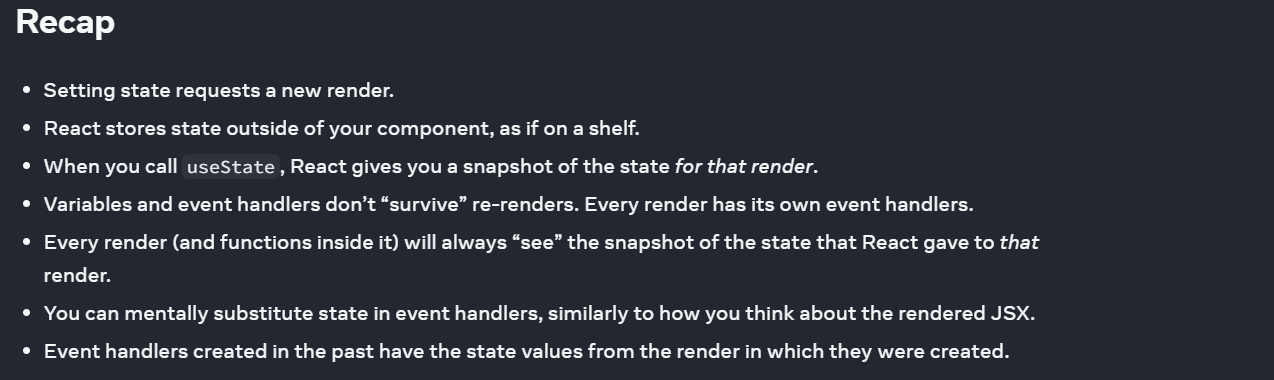 Recap
• Setting state requests a new render.
• React stores state outside of your component, as if on a shelf.
• When you call useState, React gives you a snapshot of the state for that render.
• Variables and event handlers don’t “survive” re-renders. Every render has its own event handlers.
• Every render (and functions inside it) will always “see” the snapshot of the state that React gave to that
render.
• You can mentally substitute state in event handlers, similarly to how you think about the rendered JSX.
• Event handlers created in the past have the state values from the render in which they were created.